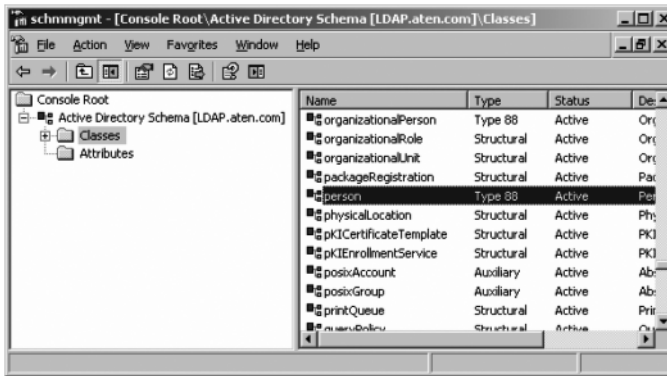 schmmgmt - [Console Root\Active Directory Schema [LDAP.aten.com]\Classes]
File Action View Favorites Window Help
Console Root
Active Directory Schema [LDAP.aten.com]
Classes
Attributes
Name Type Status
organizationalPerson Type 88 Active
organizationalRole Structural Active
organizationalUnit Structural Active
packageRegistration Structural Active
person Type 88 Active
physicalLocation Structural Active
pKICertificateTemplate Structural Active
pKIEnrollmentService Structural Active
posixAccount Auxiliary Active
posixGroup Auxiliary Active
printQueue Structural Active
queryPolicy Structural Active